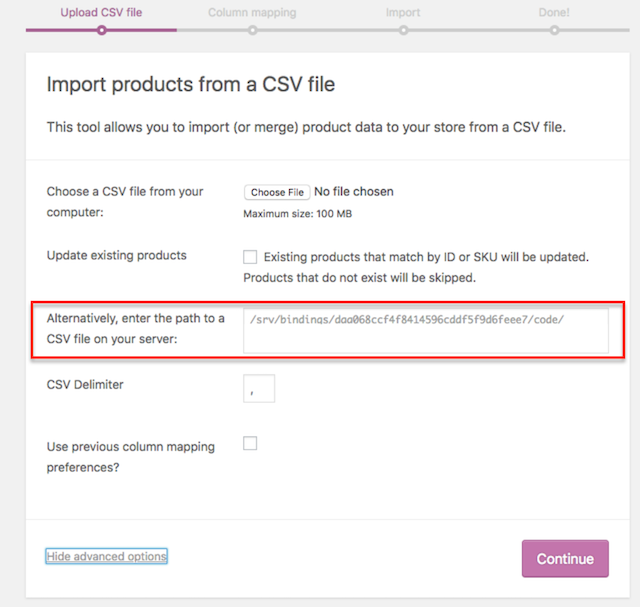 Upload CSV file
Column mapping
Import
Done!
Import products from a CSV file
This tool allows you to import (or merge) product data to your store from a CSV file.
Choose a CSV file from your
computer:
Choose File No file chosen
Maximum size: 100 MB
Update existing products
Existing products that match by ID or SKU will be updated.
Products that do not exist will be skipped.
Alternatively, enter the path to a
CSV file on your server:
/srv/bindings/daa068ccf4f8414596cddf5f9d6feee7/code/
CSV Delimiter
,
Use previous column mapping
preferences?
Hide advanced options
Continue